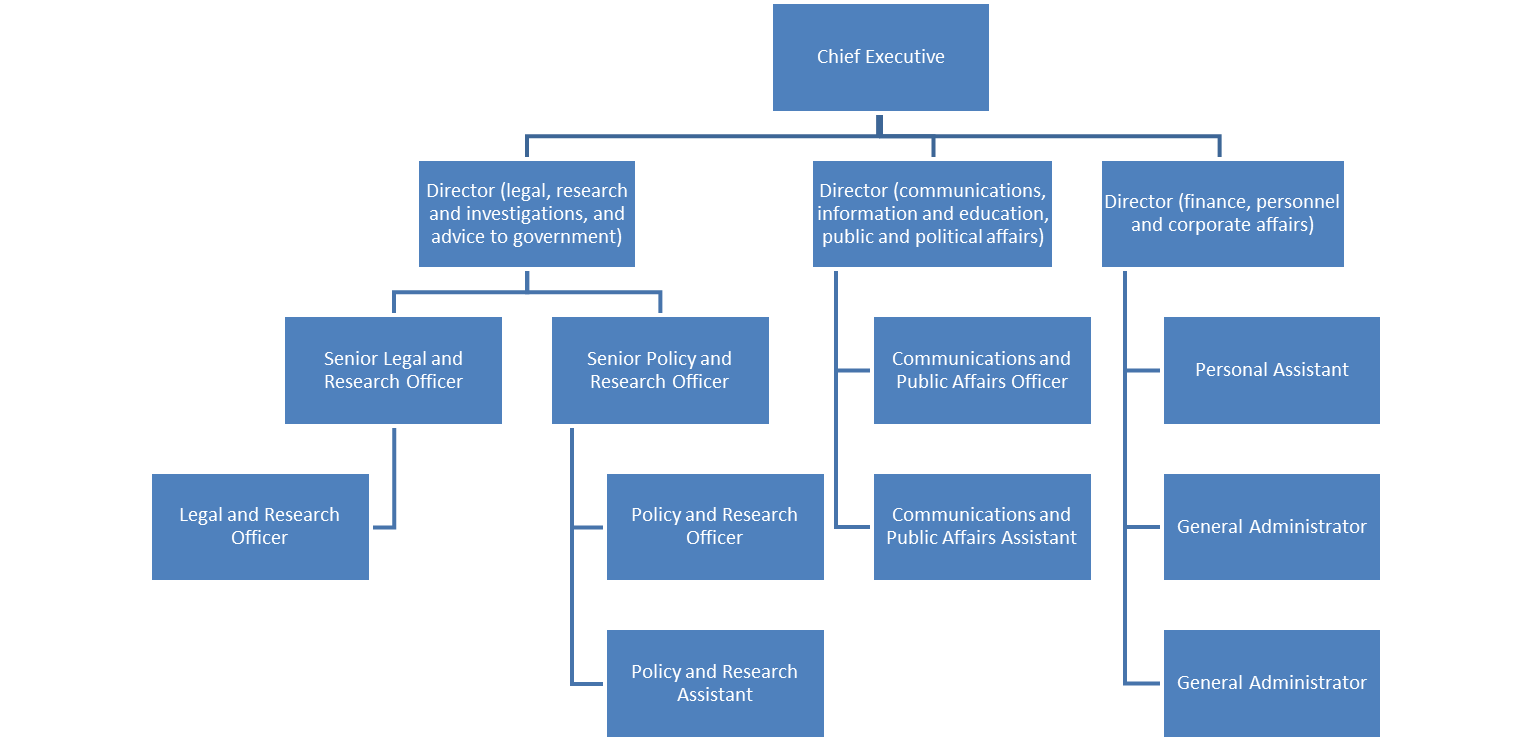 Chief Executive
Director (legal, research
and investigations, and
advice to government)
Director (communications,
information and education,
public and political affairs)
Director (finance, personnel
and corporate affairs)
Senior Legal and
Research Officer
Senior Policy and
Research Officer
Communications and
Public Affairs Officer
Personal Assistant
Legal and Research
Officer
Policy and Research
Officer
Communications and
Public Affairs Assistant
General Administrator
Policy and Research
Assistant
General Administrator